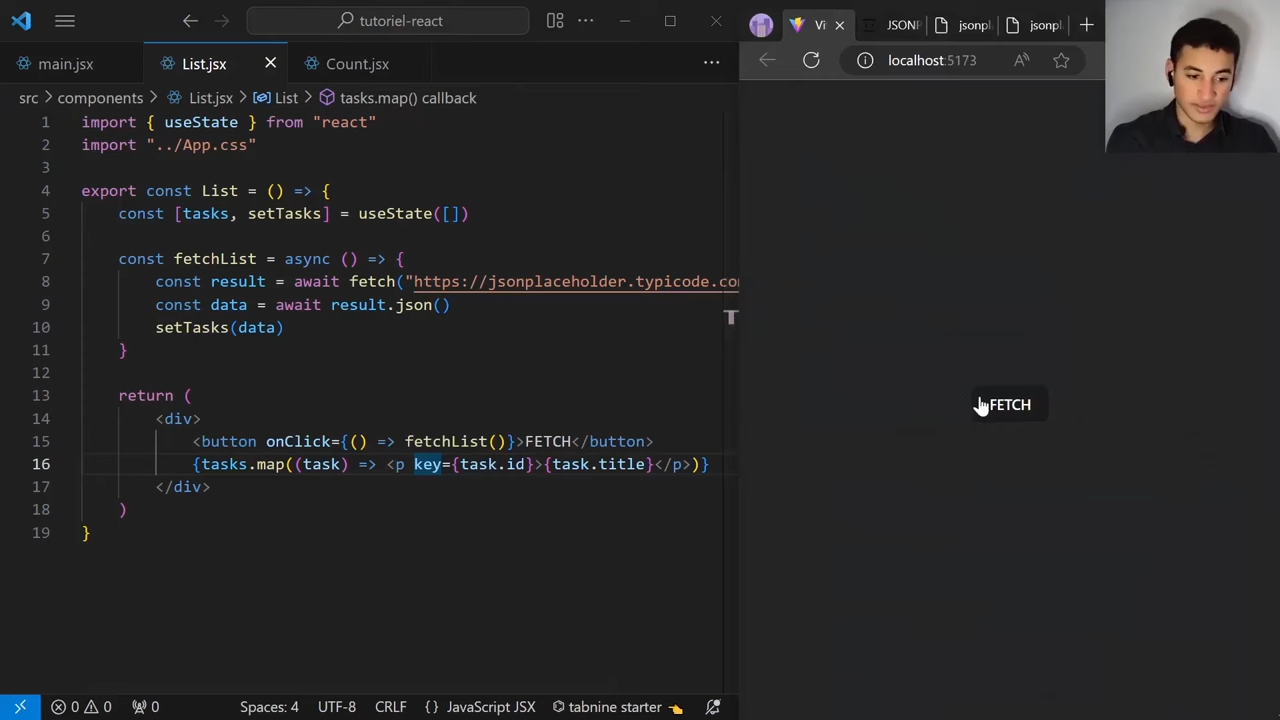 tutoriel-react
main.jsx
List.jsx
Count.jsx
src > components > List.jsx > List > tasks.map() callback
1 import { useState } from "react"
2 import "../App.css"
3
4 export const List = () => {
5 const [tasks, setTasks] = useState([])
6
7 const fetchList = async () => {
8 const result = await fetch("https://jsonplaceholder.typicode.co
9 const data = await result.json()
10 setTasks(data)
11 }
12
13 return (
14 <div>
15 <button onClick={() => fetchList()}>FETCH</button>
16 {tasks.map((task) => <p key={task.id}>{task.title}</p>)}
17 </div>
18 )
19 }
0 0 0
Spaces: 4
UTF-8
CRLF
{} JavaScript JSX
tabnine starter
Vi
JSONP
jsonpl
jsonpl
localhost:5173
FETCH